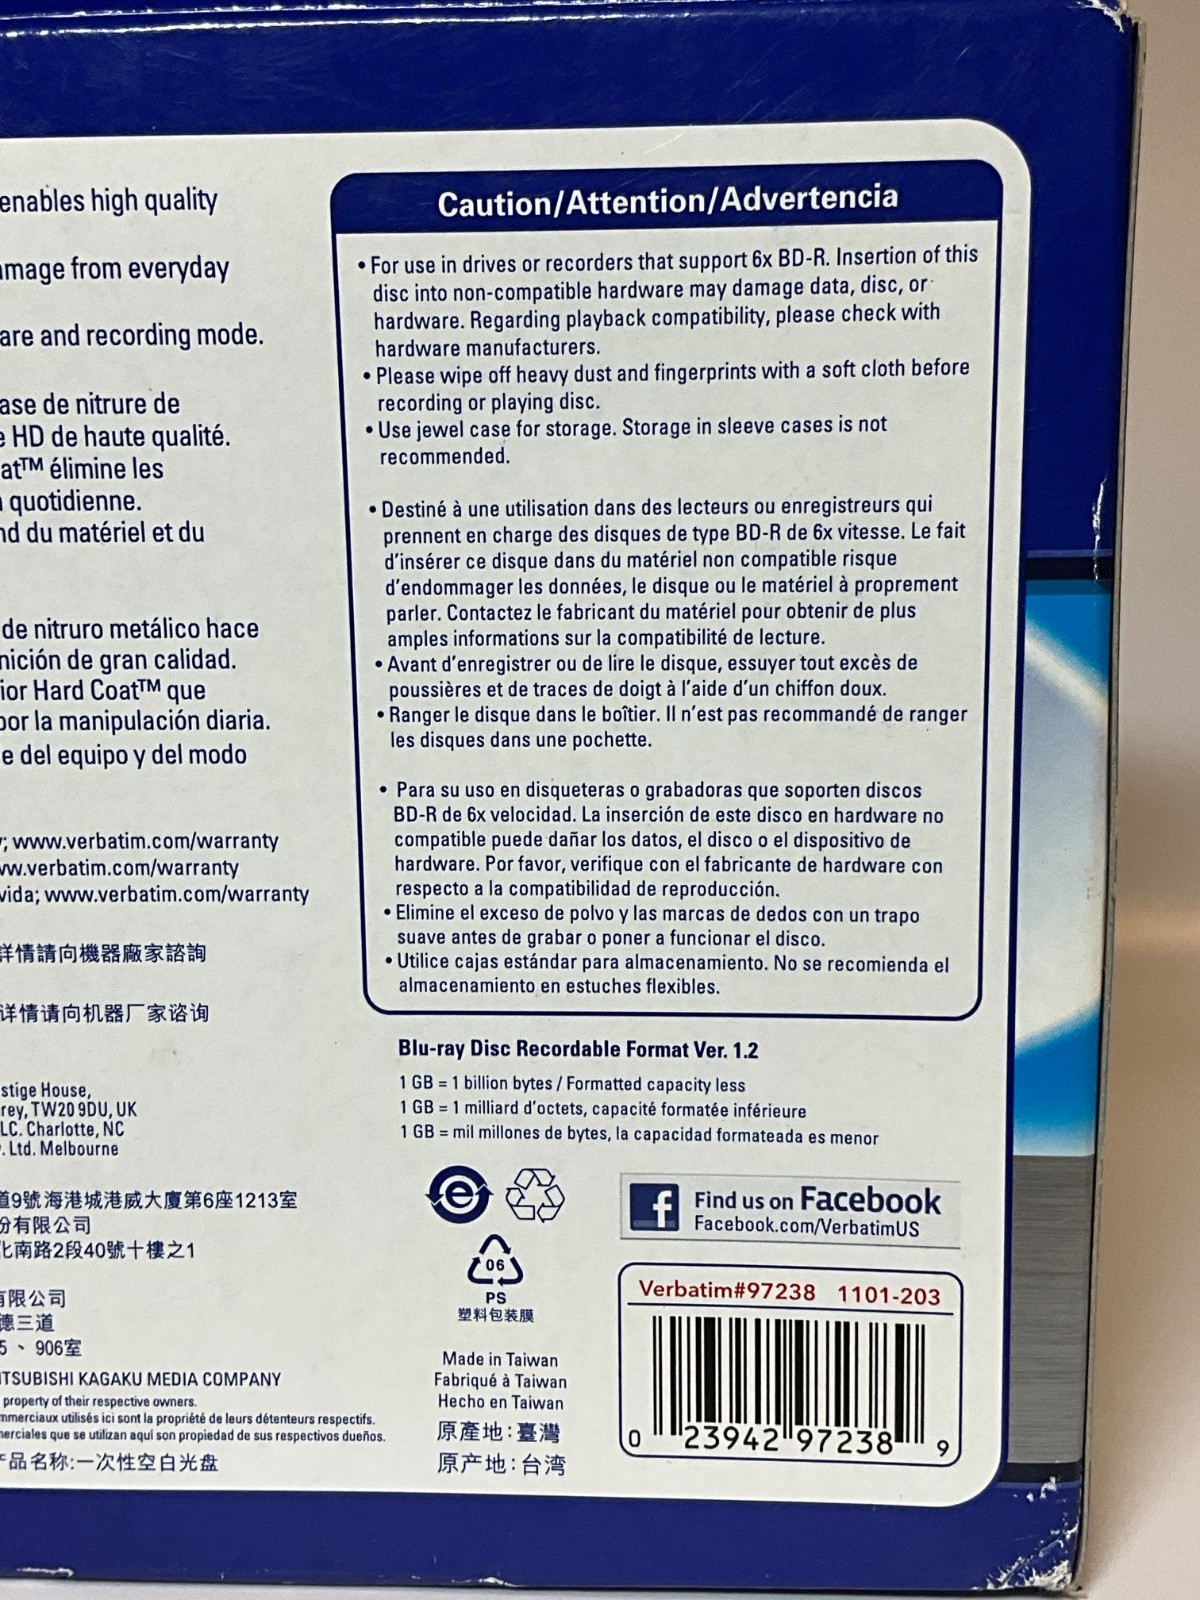 enables high quality
amage from everyday
are and recording mode.
ase de nitrure de
e HD de haute qualité.
at™ élimine les
quotidienne.
nd du matériel et du
de nitruro metálico hace
nición de gran calidad.
ior Hard Coat™ que
por la manipulación diaria.
e del equipo y del modo
; www.verbatim.com/warranty
ww.verbatim.com/warranty
vida; www.verbatim.com/warranty
詳情請向機器廠家諮詢
详情请向机器厂家咨询
stige House,
rey, TW20 9DU, UK
LC. Charlotte, NC
. Ltd. Melbourne
道9號海港城港威大廈第6座1213室
份有限公司
化南路2段40號十樓之1
有限公司
德三道
5、906室
ITSUBISHI KAGAKU MEDIA COMPANY
property of their respective owners.
mmerciaux utilisés ici sont la propriété de leurs détenteurs respectifs.
nerciales que se utilizan aquí son propiedad de sus respectivos dueños.
产品名称:一次性空白光盘
Caution/Attention/Advertencia
• For use in drives or recorders that support 6x BD-R. Insertion of this
disc into non-compatible hardware may damage data, disc, or
hardware. Regarding playback compatibility, please check with
hardware manufacturers.
• Please wipe off heavy dust and fingerprints with a soft cloth before
recording or playing disc.
• Use jewel case for storage. Storage in sleeve cases is not
recommended.
• Destiné à une utilisation dans des lecteurs ou enregistreurs qui
prennent en charge des disques de type BD-R de 6x vitesse. Le fait
d'insérer ce disque dans du matériel non compatible risque
d'endommager les données, le disque ou le matériel à proprement
parler. Contactez le fabricant du matériel pour obtenir de plus
amples informations sur la compatibilité de lecture.
• Avant d'enregistrer ou de lire le disque, essuyer tout excès de
poussières et de traces de doigt à l'aide d'un chiffon doux.
• Ranger le disque dans le boîtier. Il n'est pas recommandé de ranger
les disques dans une pochette.
• Para su uso en disqueteras o grabadoras que soporten discos
BD-R de 6x velocidad. La inserción de este disco en hardware no
compatible puede dañar los datos, el disco o el dispositivo de
hardware. Por favor, verifique con el fabricante de hardware con
respecto a la compatibilidad de reproducción.
• Elimine el exceso de polvo y las marcas de dedos con un trapo
suave antes de grabar o poner a funcionar el disco.
• Utilice cajas estándar para almacenamiento. No se recomienda el
almacenamiento en estuches flexibles.
Blu-ray Disc Recordable Format Ver. 1.2
1 GB = 1 billion bytes / Formatted capacity less
1 GB = 1 milliard d'octets, capacité formatée inférieure
1 GB = mil millones de bytes, la capacidad formateada es menor
e
06
PS
塑料包装膜
Made in Taiwan
Fabriqué à Taiwan
Hecho en Taiwan
原產地:臺灣
原产地:台湾
f Find us on Facebook
Facebook.com/VerbatimUS
Verbatim#97238 1101-203
0 23942 97238 9